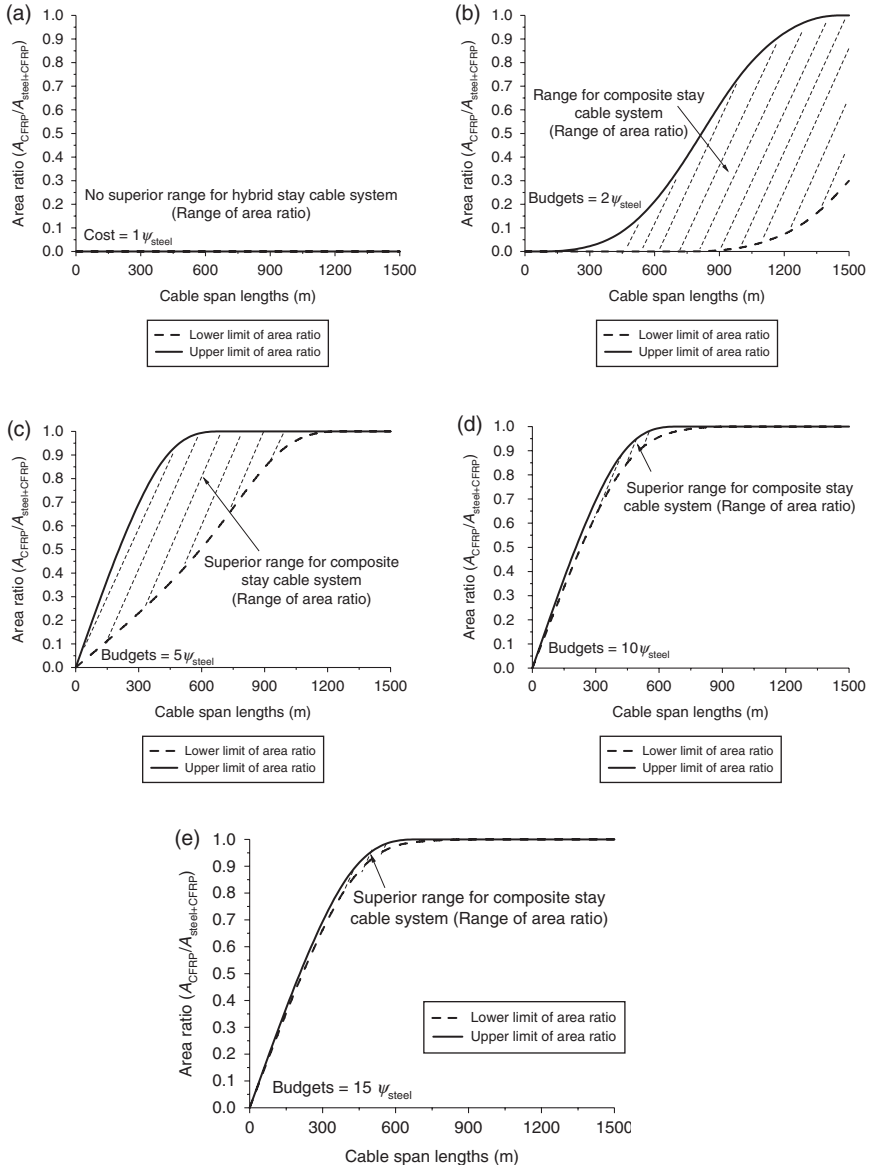 (a)
1.0
0.9
0.8
0.7
0.6
0.5
0.4
0.3
0.2
0.1
0.0
Area ratio (A_CFRP/A_steel+CFRP)
No superior range for hybrid stay cable system
(Range of area ratio)
Cost = 1ψ_steel
0 300 600 900 1200 1500
Cable span lengths (m)
Lower limit of area ratio
Upper limit of area ratio
(b)
1.0
0.9
0.8
0.7
0.6
0.5
0.4
0.3
0.2
0.1
0.0
Area ratio (A_CFRP/A_steel+CFRP)
Range for composite stay
cable system
(Range of area ratio)
Budgets = 2ψ_steel
0 300 600 900 1200 1500
Cable span lengths (m)
Lower limit of area ratio
Upper limit of area ratio
(c)
1.0
0.9
0.8
0.7
0.6
0.5
0.4
0.3
0.2
0.1
0.0
Area ratio (A_CFRP/A_steel+CFRP)
Superior range for composite
stay cable system
(Range of area ratio)
Budgets = 5ψ_steel
0 300 600 900 1200 1500
Cable span lengths (m)
Lower limit of area ratio
Upper limit of area ratio
(d)
1.0
0.9
0.8
0.7
0.6
0.5
0.4
0.3
0.2
0.1
0.0
Area ratio (A_CFRP/A_steel+CFRP)
Superior range for composite stay
cable system (Range of area ratio)
Budgets = 10ψ_steel
0 300 600 900 1200 1500
Cable span lengths (m)
Lower limit of area ratio
Upper limit of area ratio
(e)
1.0
0.9
0.8
0.7
0.6
0.5
0.4
0.3
0.2
0.1
0.0
Area ratio (A_CFRP/A_steel+CFRP)
Superior range for composite stay
cable system (Range of area ratio)
Lower limit of area ratio
Upper limit of area ratio
Budgets = 15 ψ_steel
0 300 600 900 1200 1500
Cable span lengths (m)